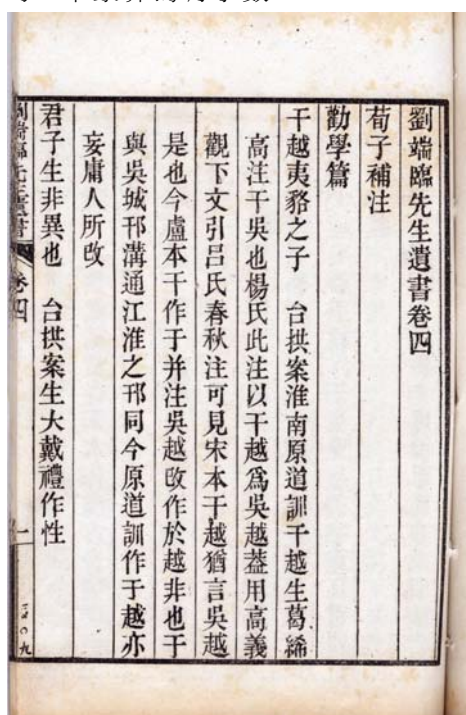 劉端臨先生遺書卷四
荀子補注
勸學篇
干越夷貉之子　台拱案淮南原道訓干越生葛絺
高注干吳也楊氏此注以干越爲吳越葢用高義
觀下文引呂氏春秋注可見宋本干越猶言吳越
是也今盧本干作于并注吳越改作於越非也干
與吳城邗溝通江淮之邗同今原道訓作于越亦
妄庸人所改
君子生非異也　台拱案生大戴禮作性
劉端臨先生遺書
卷四
一